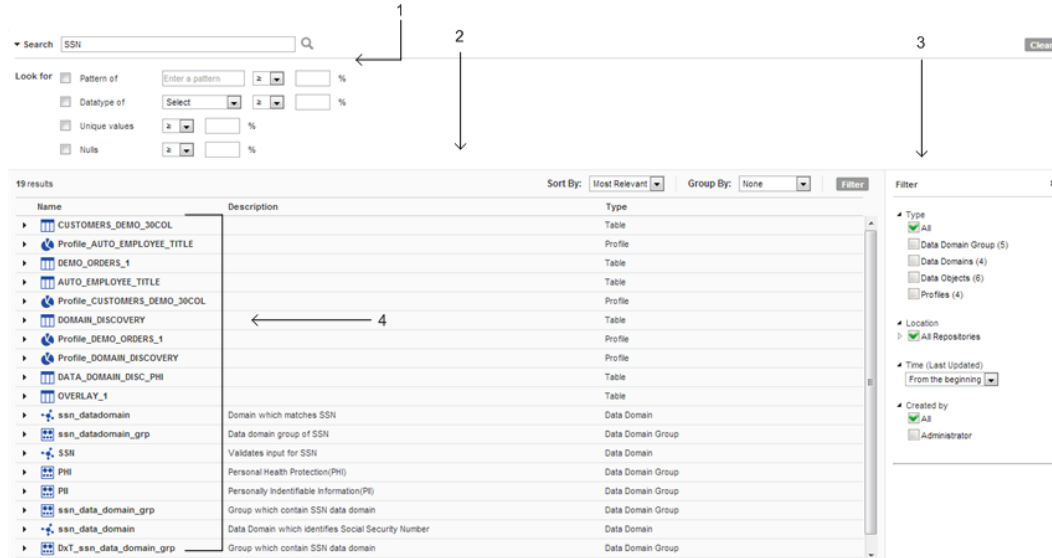 1
2
3
Search SSN Clear
Look for Pattern of Enter a pattern ≥ %
Datatype of Select ≥ %
Unique values ≥ %
Nulls ≥ %
19 results Sort By: Most Relevant Group By: None Filter Filter
Name Description Type
Type
CUSTOMERS_DEMO_30COL Table
All
Profile_AUTO_EMPLOYEE_TITLE Profile
Data Domain Group (5)
DEMO_ORDERS_1 Table
Data Domains (4)
AUTO_EMPLOYEE_TITLE Table
Data Objects (6)
Profile_CUSTOMERS_DEMO_30COL Profile
Profiles (4)
DOMAIN_DISCOVERY 4 Table
Location
Profile_DEMO_ORDERS_1 Profile
All Repositories
Profile_DOMAIN_DISCOVERY Profile
Time (Last Updated)
DATA_DOMAIN_DISC_PHI Table
From the beginning
OVERLAY_1 Table
Created by
ssn_datadomain Domain which matches SSN Data Domain
All
ssn_datadomain_grp Data domain group of SSN Data Domain Group
Administrator
SSN Validates input for SSN Data Domain
PHI Personal Health Protection(PHI) Data Domain Group
PII Personally Indentifiable Information(PII) Data Domain Group
ssn_data_domain_grp Group which contain SSN data domain Data Domain Group
ssn_data_domain Data Domain which identifies Social Security Number Data Domain
DxT_ssn_data_domain_grp Group which contain SSN data domain Data Domain Group